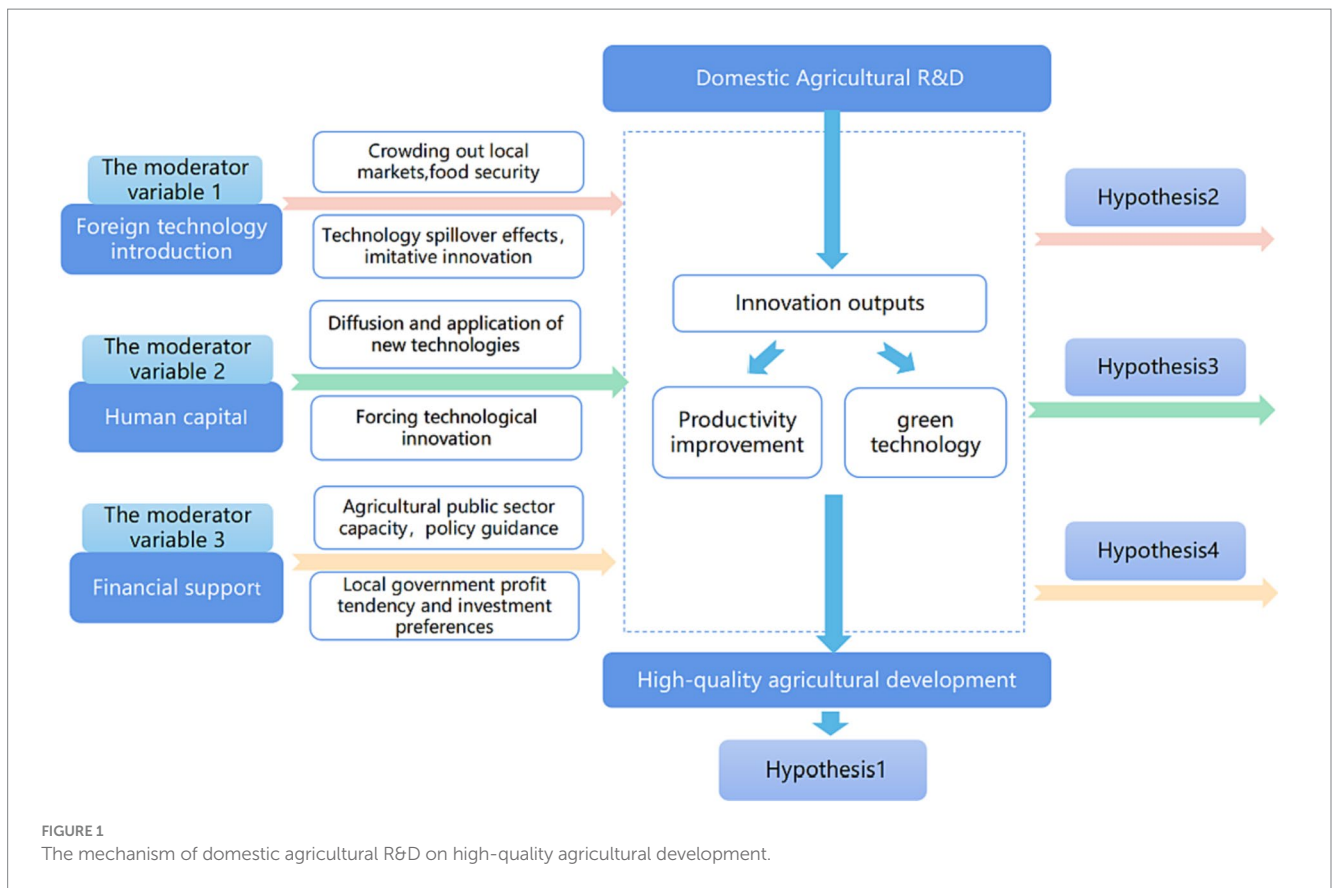 Domestic Agricultural R&D
The moderator
variable 1
Foreign technology
introduction
Crowding out local
markets,food security
Technology spillover effects,
imitative innovation
Hypothesis2
The moderator
variable 2
Human capital
Diffusion and application of
new technologies
Forcing technological
innovation
Innovation outputs
Productivity
improvement
green
technology
Hypothesis3
The moderator
variable 3
Financial support
Agricultural public sector
capacity, policy guidance
Local government profit
tendency and investment
preferences
Hypothesis4
High-quality agricultural development
Hypothesis1
FIGURE 1
The mechanism of domestic agricultural R&D on high-quality agricultural development.